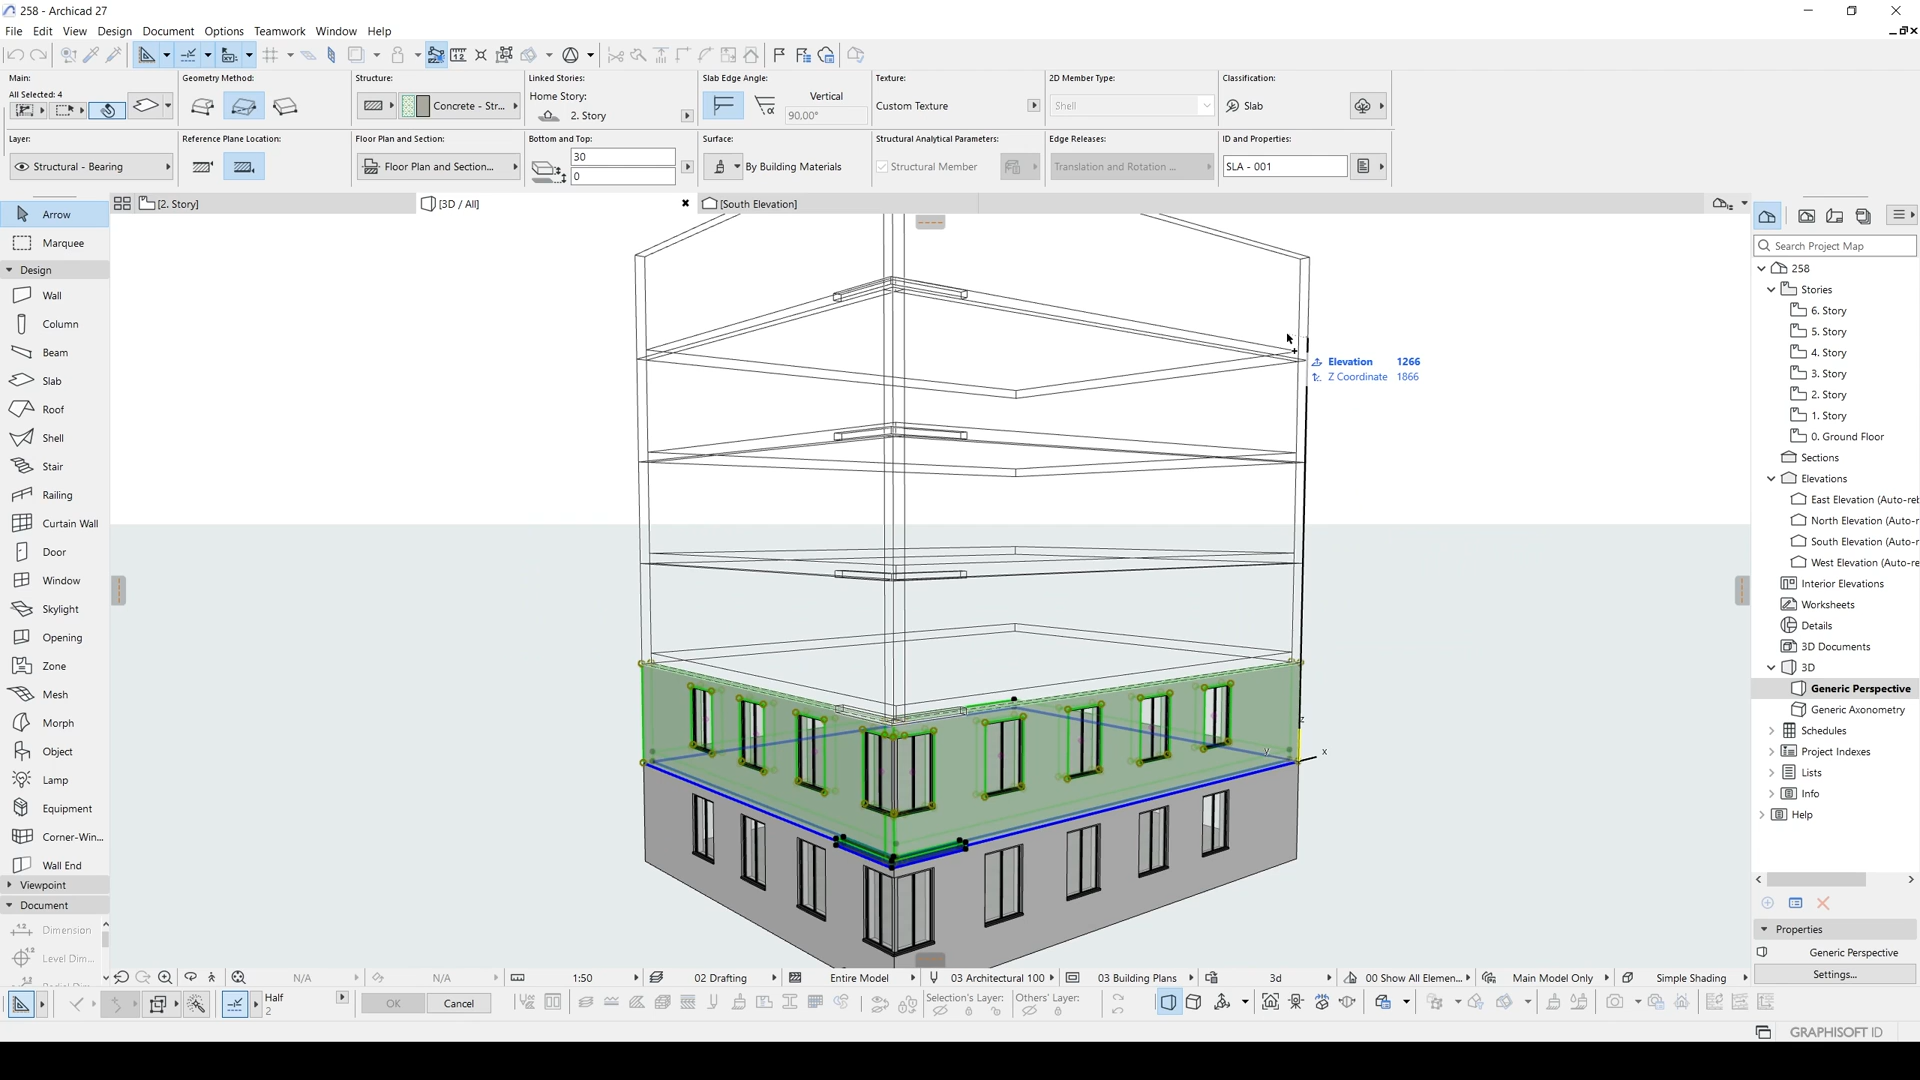 258 - Archicad 27
File Edit View Design Document Options Teamwork Window Help
Main:
All Selected: 4
Geometry Method:
Structure:
Concrete - Str...
Linked Stories:
Home Story:
2. Story
Slab Edge Angle:
Vertical
90,00°
Texture:
Custom Texture
2D Member Type:
Shell
Classification:
Slab
Layer:
Structural - Bearing
Reference Plane Location:
Floor Plan and Section:
Floor Plan and Section...
Bottom and Top:
30
0
Surface:
By Building Materials
Structural Analytical Parameters:
Structural Member
Edge Releases:
Translation and Rotation ...
ID and Properties:
SLA - 001
[2. Story]
[3D / All]
[South Elevation]
Arrow
Marquee
Design
Wall
Column
Beam
Slab
Roof
Shell
Stair
Railing
Curtain Wall
Door
Window
Skylight
Opening
Zone
Mesh
Morph
Object
Lamp
Equipment
Corner-Win...
Wall End
Viewpoint
Document
Dimension
Level Dim...
Elevation 1266
Z Coordinate 1866
z
y
x
Search Project Map
258
Stories
6. Story
5. Story
4. Story
3. Story
2. Story
1. Story
0. Ground Floor
Sections
Elevations
East Elevation (Auto-reb
North Elevation (Auto-r
South Elevation (Auto-r
West Elevation (Auto-re
Interior Elevations
Worksheets
Details
3D Documents
3D
Generic Perspective
Generic Axonometry
Schedules
Project Indexes
Lists
Info
Help
Properties
Generic Perspective
Settings...
N/A
N/A
1:50
02 Drafting
Entire Model
03 Architectural 100
03 Building Plans
3d
00 Show All Elemen...
Main Model Only
Simple Shading
Half
2
OK
Cancel
Selection's Layer:
Others' Layer:
GRAPHISOFT ID